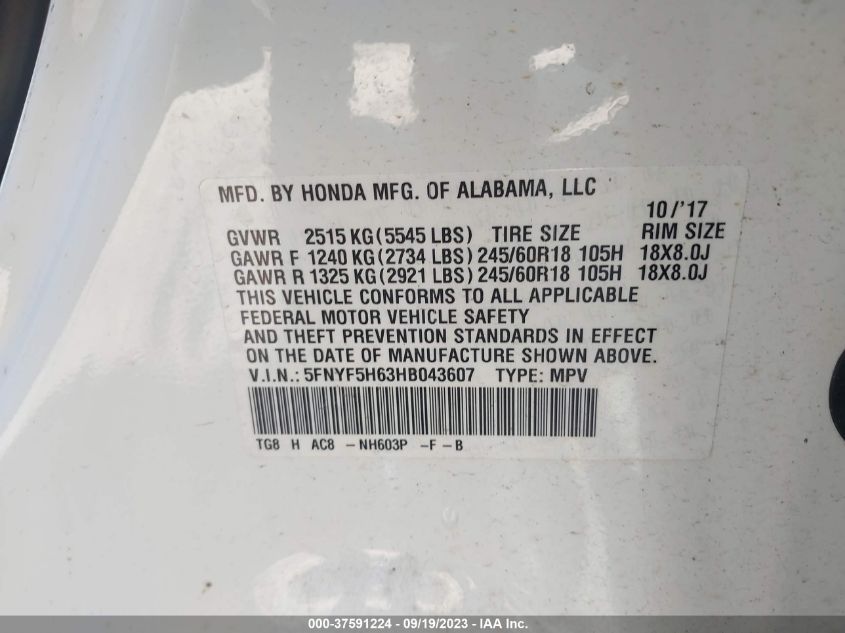 MFD. BY HONDA MFG. OF ALABAMA, LLC
10/'17
GVWR 2515 KG (5545 LBS) TIRE SIZE RIM SIZE
GAWR F 1240 KG (2734 LBS) 245/60R18 105H 18X8.0J
GAWR R 1325 KG (2921 LBS) 245/60R18 105H 18X8.0J
THIS VEHICLE CONFORMS TO ALL APPLICABLE
FEDERAL MOTOR VEHICLE SAFETY
AND THEFT PREVENTION STANDARDS IN EFFECT
ON THE DATE OF MANUFACTURE SHOWN ABOVE.
V.I.N.: 5FNYF5H63HB043607 TYPE: MPV
TG8 H AC8 -NH603P -F-B
000-37591224 - 09/19/2023 - IAA Inc.